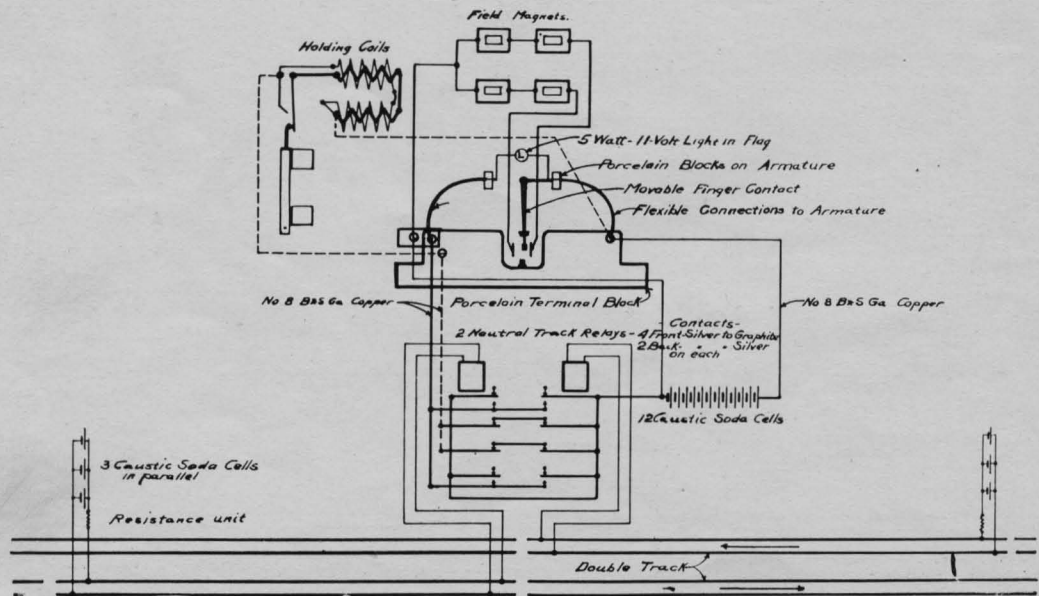 Field Magnets.
Holding Coils
5 Watt - 11-Volt Light in Flag
L
Porcelain Blocks on Armature
Movable Finger Contact
Flexible Connections to Armature
No 8 B&S Ga Copper
Porcelain Terminal Block
No 8 B&S Ga Copper
2 Neutral Track Relays-
- Contacts-
4 Front-Silver to Graphite
2 Back- " " Silver
on each
12 Caustic Soda Cells
3 Caustic Soda Cells
in parallel
Resistance unit
Double Track